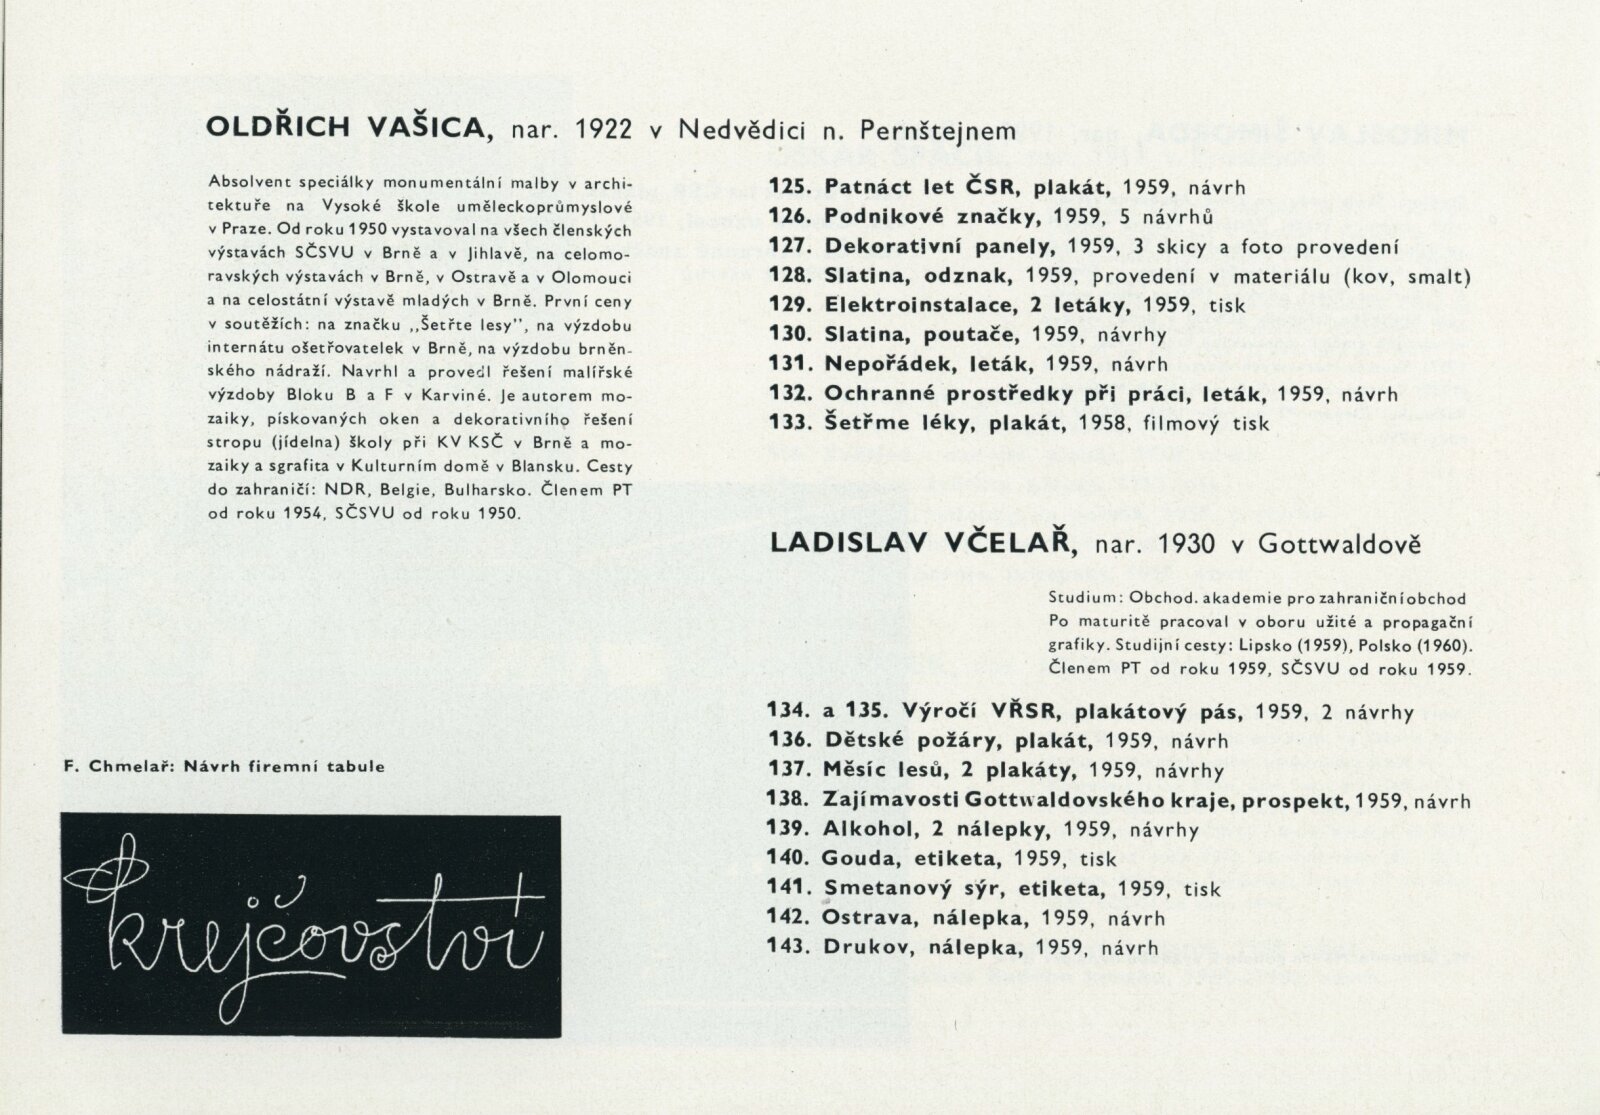 OLDŘICH VAŠICA, nar. 1922 v Nedvědici n. Pernštejnem
Absolvent speciálky monumentální malby v archi-
tektuře na Vysoké škole uměleckoprůmyslové
v Praze. Od roku 1950 vystavoval na všech členských
výstavách SČSVU v Brně a v Jihlavě, na celomo-
ravských výstavách v Brně, v Ostravě a v Olomouci
a na celostátní výstavě mladých v Brně. První ceny
v soutěžích: na značku ,,Šetřte lesy", na výzdobu
internátu ošetřovatelek v Brně, na výzdobu brněn-
ského nádraží. Navrhl a provedl řešení malířské
výzdoby Bloku B a F v Karviné. Je autorem mo-
zaiky, pískovaných oken a dekorativního řešení
stropu (jídelna) školy při KV KSČ v Brně a mo-
zaiky a sgrafita v Kulturním domě v Blansku. Cesty
do zahraničí: NDR, Belgie, Bulharsko. Členem PT
od roku 1954, SČSVU od roku 1950.
125. Patnáct let ČSR, plakát, 1959, návrh
126. Podnikové značky, 1959, 5 návrhů
127. Dekorativní panely, 1959, 3 skicy a foto provedení
128. Slatina, odznak, 1959, provedení v materiálu (kov, smalt)
129. Elektroinstalace, 2 letáky, 1959, tisk
130. Slatina, poutače, 1959, návrhy
131. Nepořádek, leták, 1959, návrh
132. Ochranné prostředky při práci, leták, 1959, návrh
133. Šetřme léky, plakát, 1958, filmový tisk
LADISLAV VČELAŘ, nar. 1930 v Gottwaldově
Studium: Obchod. akademie pro zahraniční obchod
Po maturitě pracoval v oboru užité a propagační
grafiky. Studijní cesty: Lipsko (1959), Polsko (1960).
Členem PT od roku 1959, SČSVU od roku 1959.
134. a 135. Výročí VŘSR, plakátový pás, 1959, 2 návrhy
136. Dětské požáry, plakát, 1959, návrh
137. Měsíc lesů, 2 plakáty, 1959, návrhy
138. Zajímavosti Gottwaldovského kraje, prospekt, 1959, návrh
139. Alkohol, 2 nálepky, 1959, návrhy
140. Gouda, etiketa, 1959, tisk
141. Smetanový sýr, etiketa, 1959, tisk
142. Ostrava, nálepka, 1959, návrh
143. Drukov, nálepka, 1959, návrh
F. Chmelař: Návrh firemní tabule
krejčovství